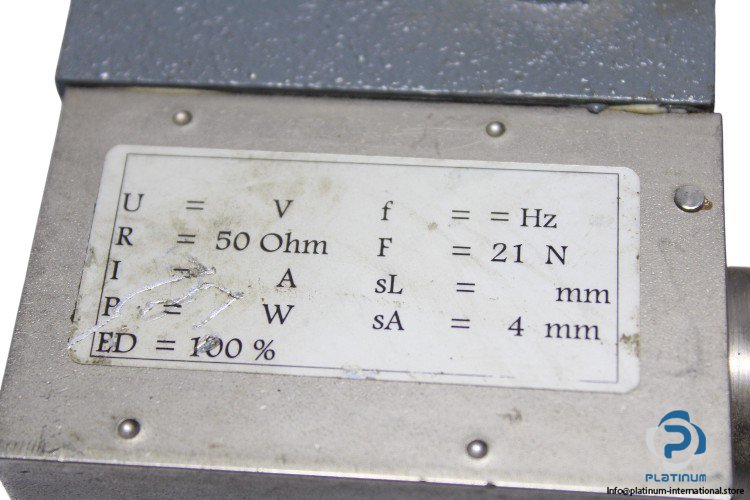 U = V f = = Hz
R = 50 Ohm F = 21 N
I = A sL = mm
P = W sA = 4 mm
ED = 100 %
PLATINUM
Info@platinum-international.store